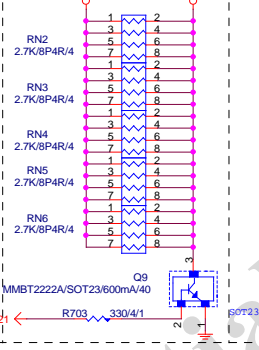 1 2
3 4
RN2 5 6
2.7K/8P4R/4 7 8
1 2
3 4
RN3 5 6
2.7K/8P4R/4 7 8
1 2
3 4
RN4 5 6
2.7K/8P4R/4 7 8
1 2
3 4
RN5 5 6
2.7K/8P4R/4 7 8
1 2
3 4
RN6 5 6
2.7K/8P4R/4 7 8
3
Q9
MMBT2222A/SOT23/600mA/40
R703 330/4/1
SOT23
2 1